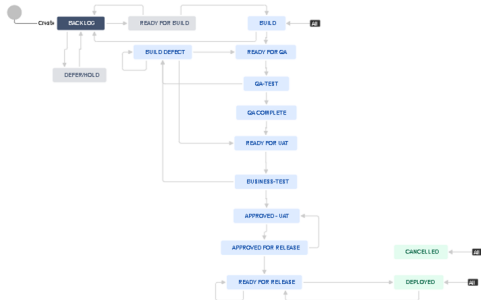 Create
BACKLOG
READY FOR BUILD
BUILD
All
BUILD DEFECT
READY FOR QA
DEFER/HOLD
QA-TEST
QA COMPLETE
READY FOR UAT
BUSINESS-TEST
APPROVED - UAT
APPROVED FOR RELEASE
CANCELLED
All
READY FOR RELEASE
DEPLOYED
All